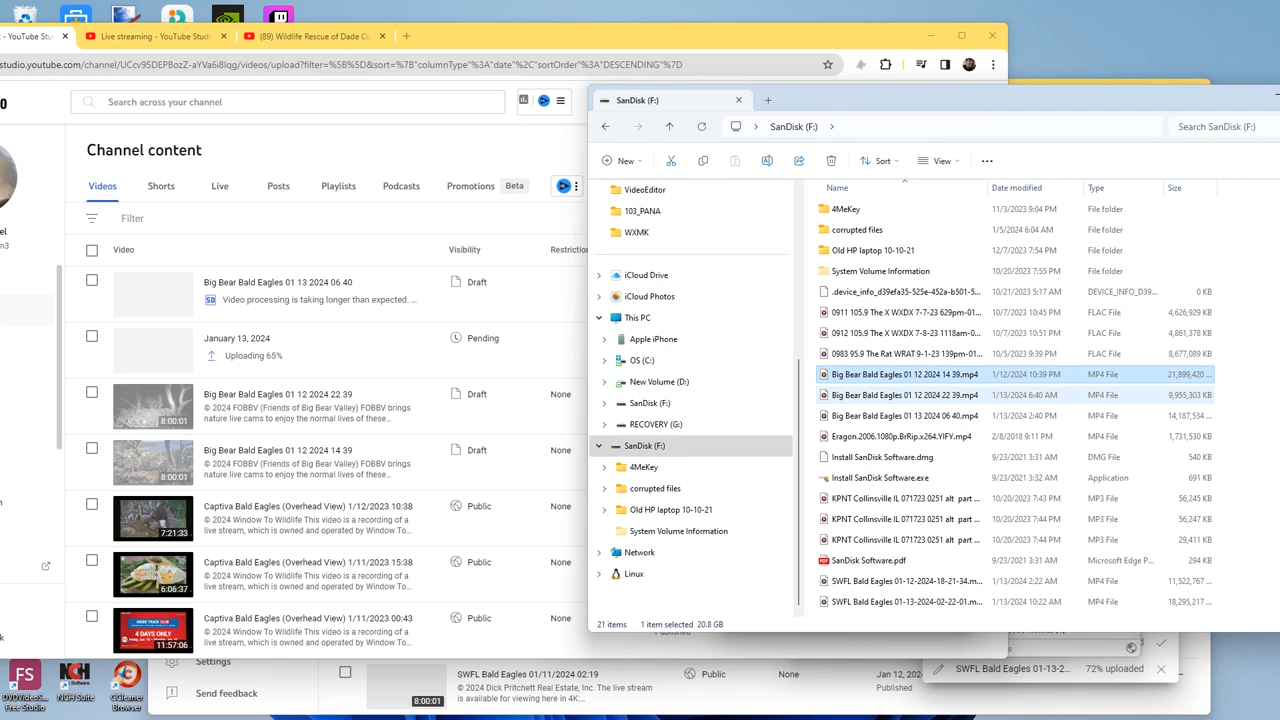 t - YouTube Studio
Live streaming - YouTube Studi
(89) Wildlife Rescue of Dade Co
studio.youtube.com/channel/UCcv95DEPBozZ-aYVa6i8Iqg/videos/upload?filter=%5B%5D&sort=%7B"columnType"%3A"date"%2C"sortOrder"%3A"DESCENDING"%7D
Search across your channel
Channel content
Videos
Shorts
Live
Posts
Playlists
Podcasts
Promotions
Beta
Filter
Video
Visibility
Restriction
Big Bear Bald Eagles 01 13 2024 06 40
SD
Video processing is taking longer than expected. ...
Draft
January 13, 2024
Uploading 65%
Pending
8:00:01
Big Bear Bald Eagles 01 12 2024 22 39
© 2024 FOBBV (Friends of Big Bear Valley) FOBBV brings
nature live cams to enjoy the normal lives of these...
Draft
None
8:00:01
Big Bear Bald Eagles 01 12 2024 14 39
© 2024 FOBBV (Friends of Big Bear Valley) FOBBV brings
nature live cams to enjoy the normal lives of these...
Draft
None
7:21:33
Captiva Bald Eagles (Overhead View) 1/12/2023 10:38
© 2024 Window To Wildlife This video is a recording of a
live stream, which is owned and operated by Window To...
Public
None
6:06:37
Captiva Bald Eagles (Overhead View) 1/11/2023 15:38
© 2024 Window To Wildlife This video is a recording of a
live stream, which is owned and operated by Window To...
Public
None
4 DAYS ONLY
11:57:06
Captiva Bald Eagles (Overhead View) 1/11/2023 00:43
© 2024 Window To Wildlife This video is a recording of a
live stream, which is owned and operated by Window To...
Public
None
SanDisk (F:)
SanDisk (F:)
Search SanDisk (F:)
New
Sort
View
VideoEditor
103_PANA
WXMK
iCloud Drive
iCloud Photos
This PC
Apple iPhone
OS (C:)
New Volume (D:)
SanDisk (F:)
RECOVERY (G:)
SanDisk (F:)
4MeKey
corrupted files
Old HP laptop 10-10-21
System Volume Information
Network
Linux
Name
Date modified
Type
Size
4MeKey 11/3/2023 9:04 PM File folder
corrupted files 1/5/2024 6:04 AM File folder
Old HP laptop 10-10-21 12/7/2023 7:54 PM File folder
System Volume Information 10/20/2023 7:55 PM File folder
.device_info_d39efa35-525e-452a-b501-5... 10/21/2023 5:17 AM DEVICE_INFO_D39... 0 KB
0911 105.9 The X WXDX 7-7-23 629pm-01... 10/7/2023 10:45 PM FLAC File 4,626,929 KB
0912 105.9 The X WXDX 7-8-23 1118am-0... 10/7/2023 10:51 PM FLAC File 4,861,378 KB
0983 95.9 The Rat WRAT 9-1-23 139pm-01... 10/5/2023 9:39 PM FLAC File 8,677,089 KB
Big Bear Bald Eagles 01 12 2024 14 39.mp4 1/12/2024 10:39 PM MP4 File 21,899,420 ...
Big Bear Bald Eagles 01 12 2024 22 39.mp4 1/13/2024 6:40 AM MP4 File 9,955,303 KB
Big Bear Bald Eagles 01 13 2024 06 40.mp4 1/13/2024 2:40 PM MP4 File 14,187,534 ...
Eragon.2006.1080p.BrRip.x264.YIFY.mp4 2/8/2018 9:11 PM MP4 File 1,731,530 KB
Install SanDisk Software.dmg 9/23/2021 3:31 AM DMG File 540 KB
Install SanDisk Software.exe 9/23/2021 3:32 AM Application 691 KB
KPNT Collinsville IL 071723 0251 alt part ... 10/20/2023 7:43 PM MP3 File 56,245 KB
KPNT Collinsville IL 071723 0251 alt part ... 10/20/2023 7:44 PM MP3 File 56,247 KB
KPNT Collinsville IL 071723 0251 alt part ... 10/20/2023 7:44 PM MP3 File 29,411 KB
SanDisk Software.pdf 9/23/2021 3:31 AM Microsoft Edge P... 294 KB
SWFL Bald Eagles 01-12-2024-18-21-34.m... 1/13/2024 2:22 AM MP4 File 11,522,767 ...
SWFL Bald Eagles 01-13-2024-02-22-01.m... 1/13/2024 10:22 AM MP4 File 18,295,217 ...
21 items
1 item selected 20.8 GB
Published
Settings
Send feedback
8:00:01
SWFL Bald Eagles 01/11/2024 02:19
© 2024 Dick Pritchett Real Estate, Inc. The live stream
is available for viewing here in 4K:...
Public
None
Jan 12, 202
Published
SWFL Bald Eagles 01-13-2...
72% uploaded
DVDVideoS...
Free Studio
NCH
NCH Suite
CCleaner
Browser